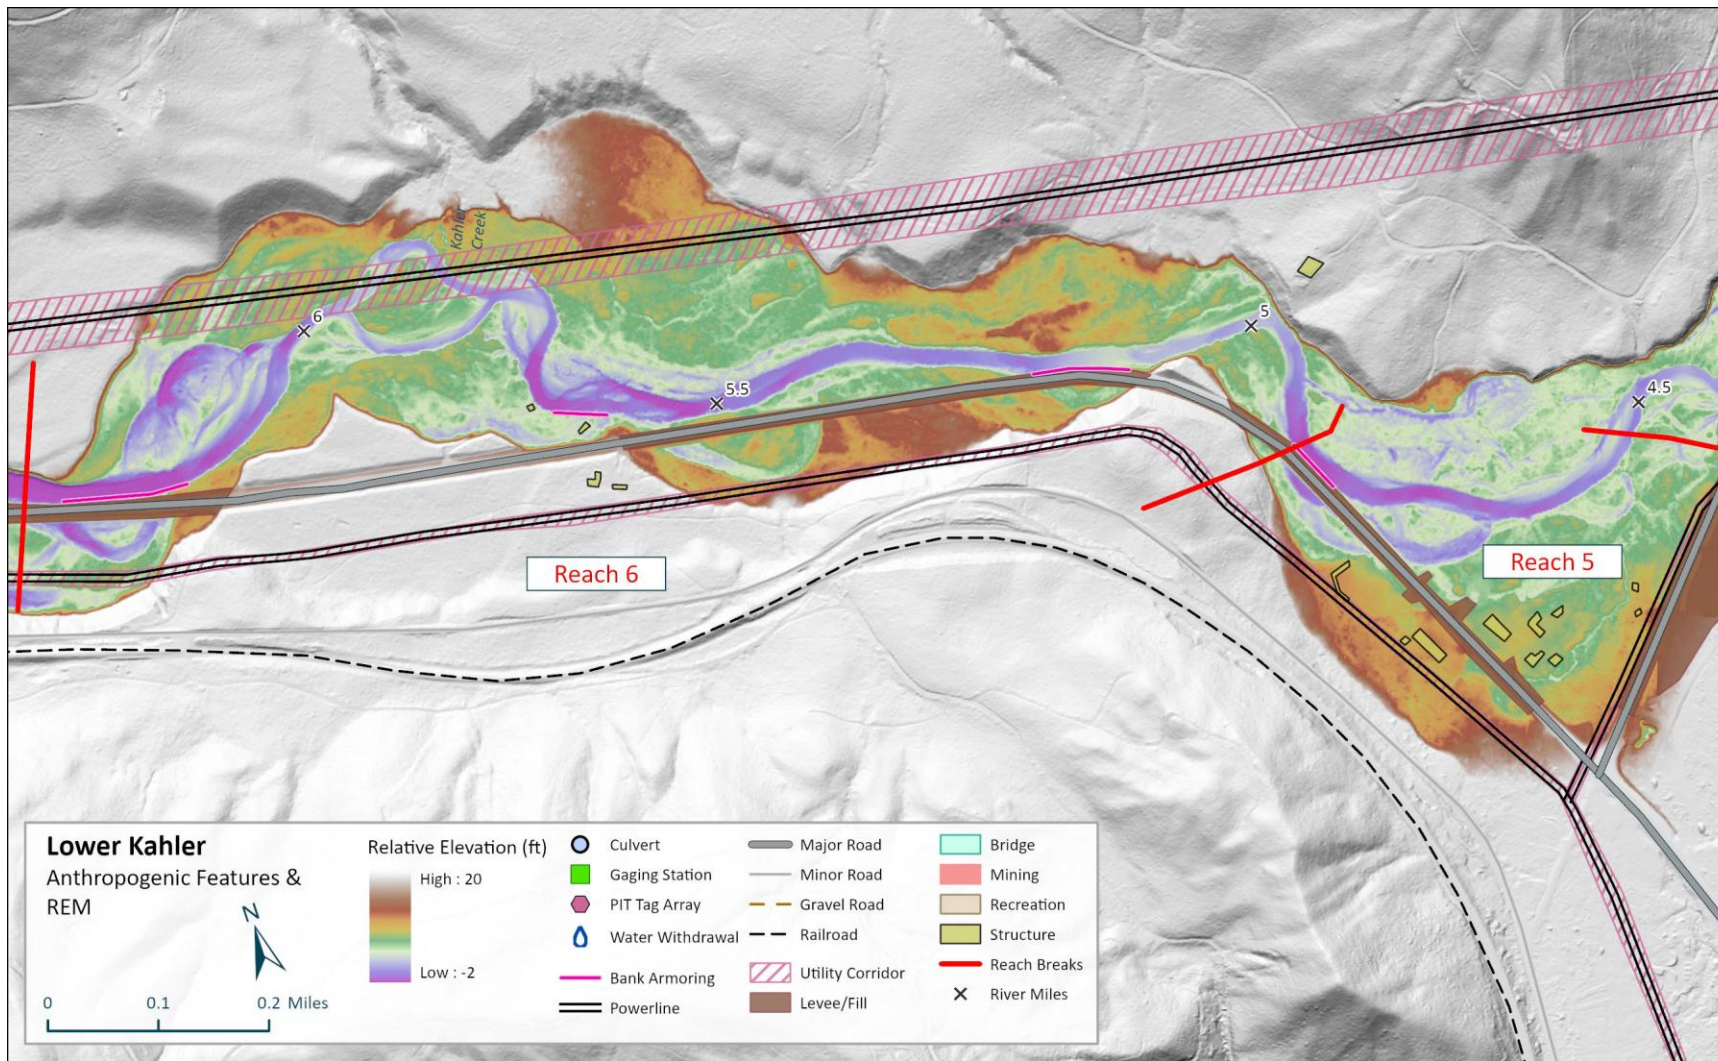 Kahler
Creek
6
5.5
5
4.5
Reach 6
Reach 5
Lower Kahler
Anthropogenic Features &
REM
N
0 0.1 0.2 Miles
Relative Elevation (ft)
High : 20
Low : -2
Culvert
Gaging Station
PIT Tag Array
Water Withdrawal
Bank Armoring
Powerline
Major Road
Minor Road
Gravel Road
Railroad
Utility Corridor
Levee/Fill
Bridge
Mining
Recreation
Structure
Reach Breaks
River Miles